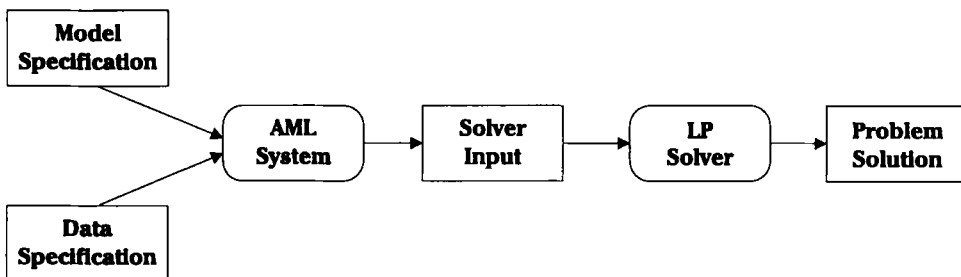 Model
Specification
AML
System
Solver
Input
LP
Solver
Problem
Solution
Data
Specification